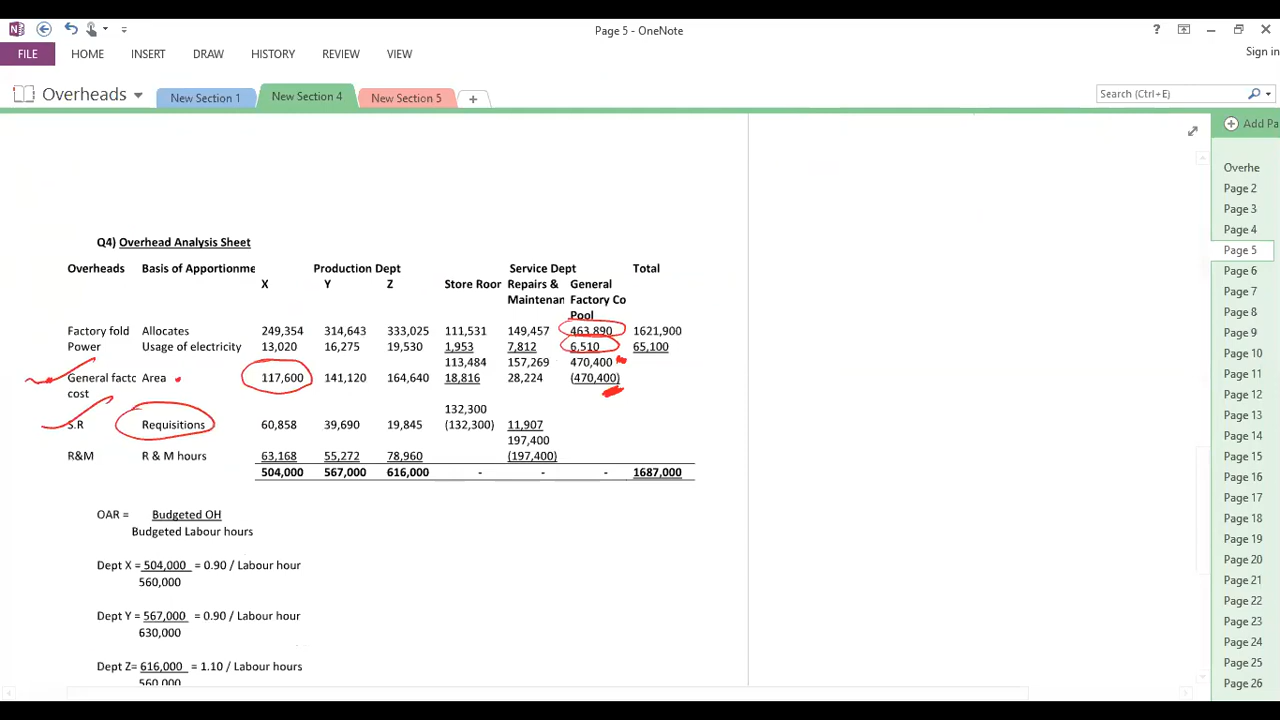 Page 5 - OneNote
?
Sign in
FILE HOME INSERT DRAW HISTORY REVIEW VIEW
Overheads New Section 1 New Section 4 New Section 5 +
Search (Ctrl+E)
Add Pa
Overhe
Page 2
Page 3
Page 4
Page 5
Page 6
Page 7
Page 8
Page 9
Page 10
Page 11
Page 12
Page 13
Page 14
Page 15
Page 16
Page 17
Page 18
Page 19
Page 20
Page 21
Page 22
Page 23
Page 24
Page 25
Page 26
Q4) Overhead Analysis Sheet
Overheads Basis of Apportionme Production Dept Service Dept Total
X Y Z Store Roor Repairs & General
Maintenan Factory Co
Pool
Factory fold Allocates 249,354 314,643 333,025 111,531 149,457 463,890 1621,900
Power Usage of electricity 13,020 16,275 19,530 1,953 7,812 6,510 65,100
113,484 157,269 470,400
General factc Area 117,600 141,120 164,640 18,816 28,224 (470,400)
cost
132,300
S.R Requisitions 60,858 39,690 19,845 (132,300) 11,907
197,400
R&M R & M hours 63,168 55,272 78,960 (197,400)
504,000 567,000 616,000 - - - 1687,000
OAR = Budgeted OH
Budgeted Labour hours
Dept X = 504,000 = 0.90 / Labour hour
560,000
Dept Y = 567,000 = 0.90 / Labour hour
630,000
Dept Z= 616,000 = 1.10 / Labour hours
560,000